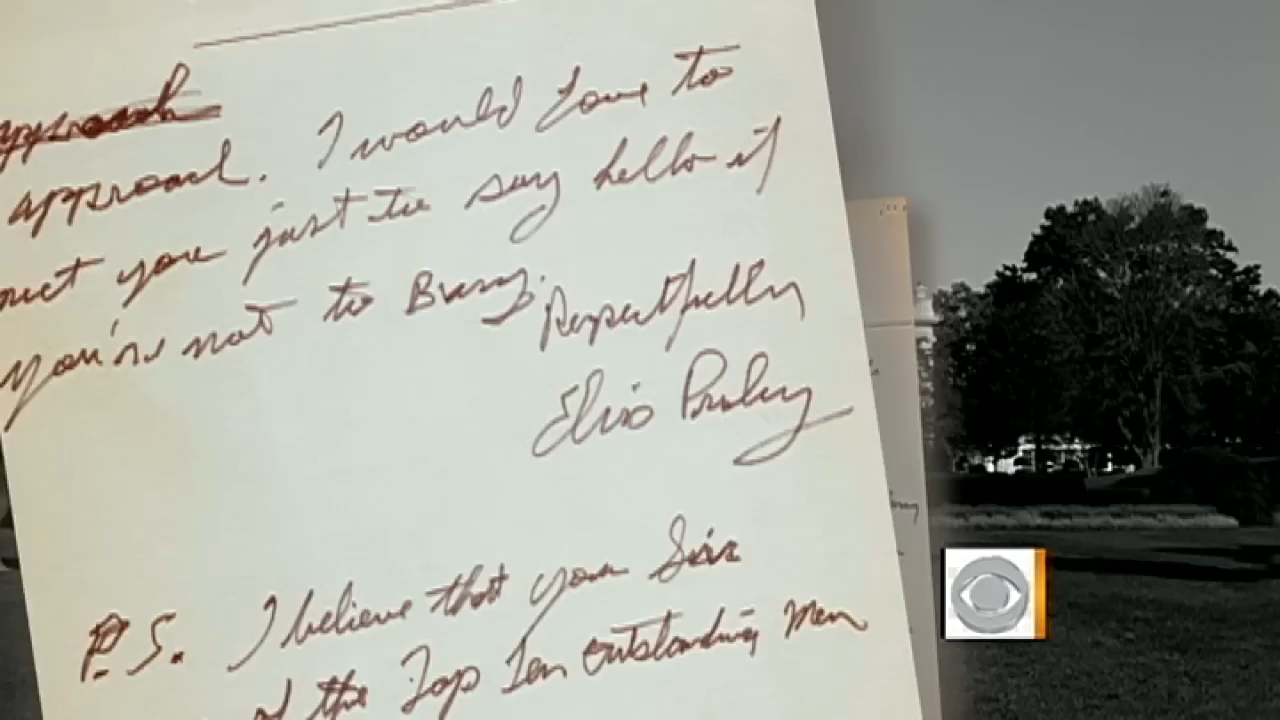 approach
approach. I would Love to
meet you just to say hello if
you're not to Busy.
Respectfully
Elvis Presley
P.S. I believe that you Sir
of the Top Ten outstanding Men